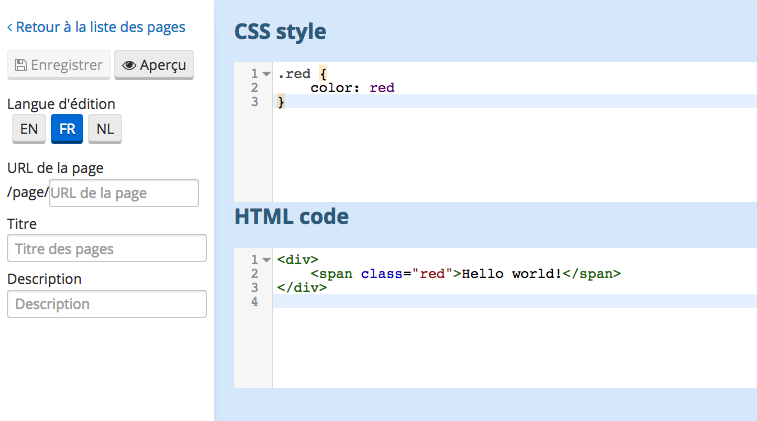 ‹ Retour à la liste des pages
Enregistrer
Aperçu
Langue d'édition
EN
FR
NL
URL de la page
/page/
URL de la page
Titre
Titre des pages
Description
Description
CSS style
1 .red {
2     color: red
3 }
HTML code
1 <div>
2     <span class="red">Hello world!</span>
3 </div>
4